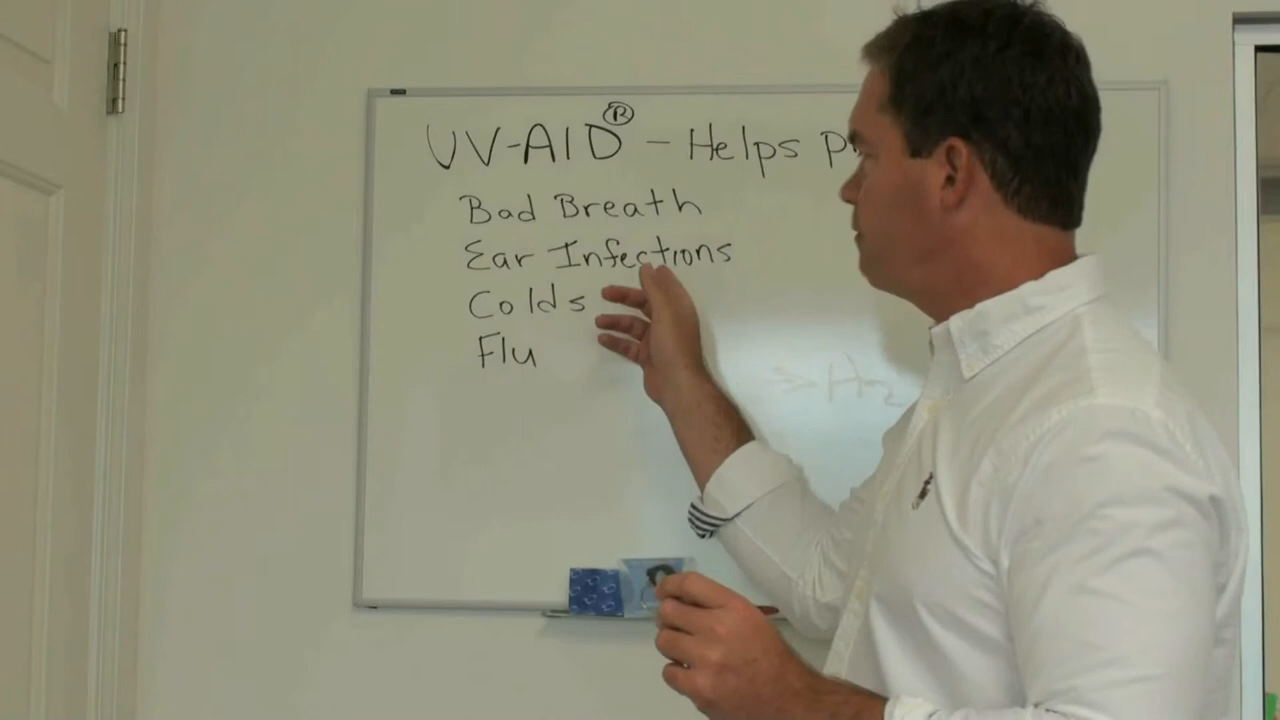 UV-AID® - Helps
Bad Breath
Ear Infections
Colds
Flu